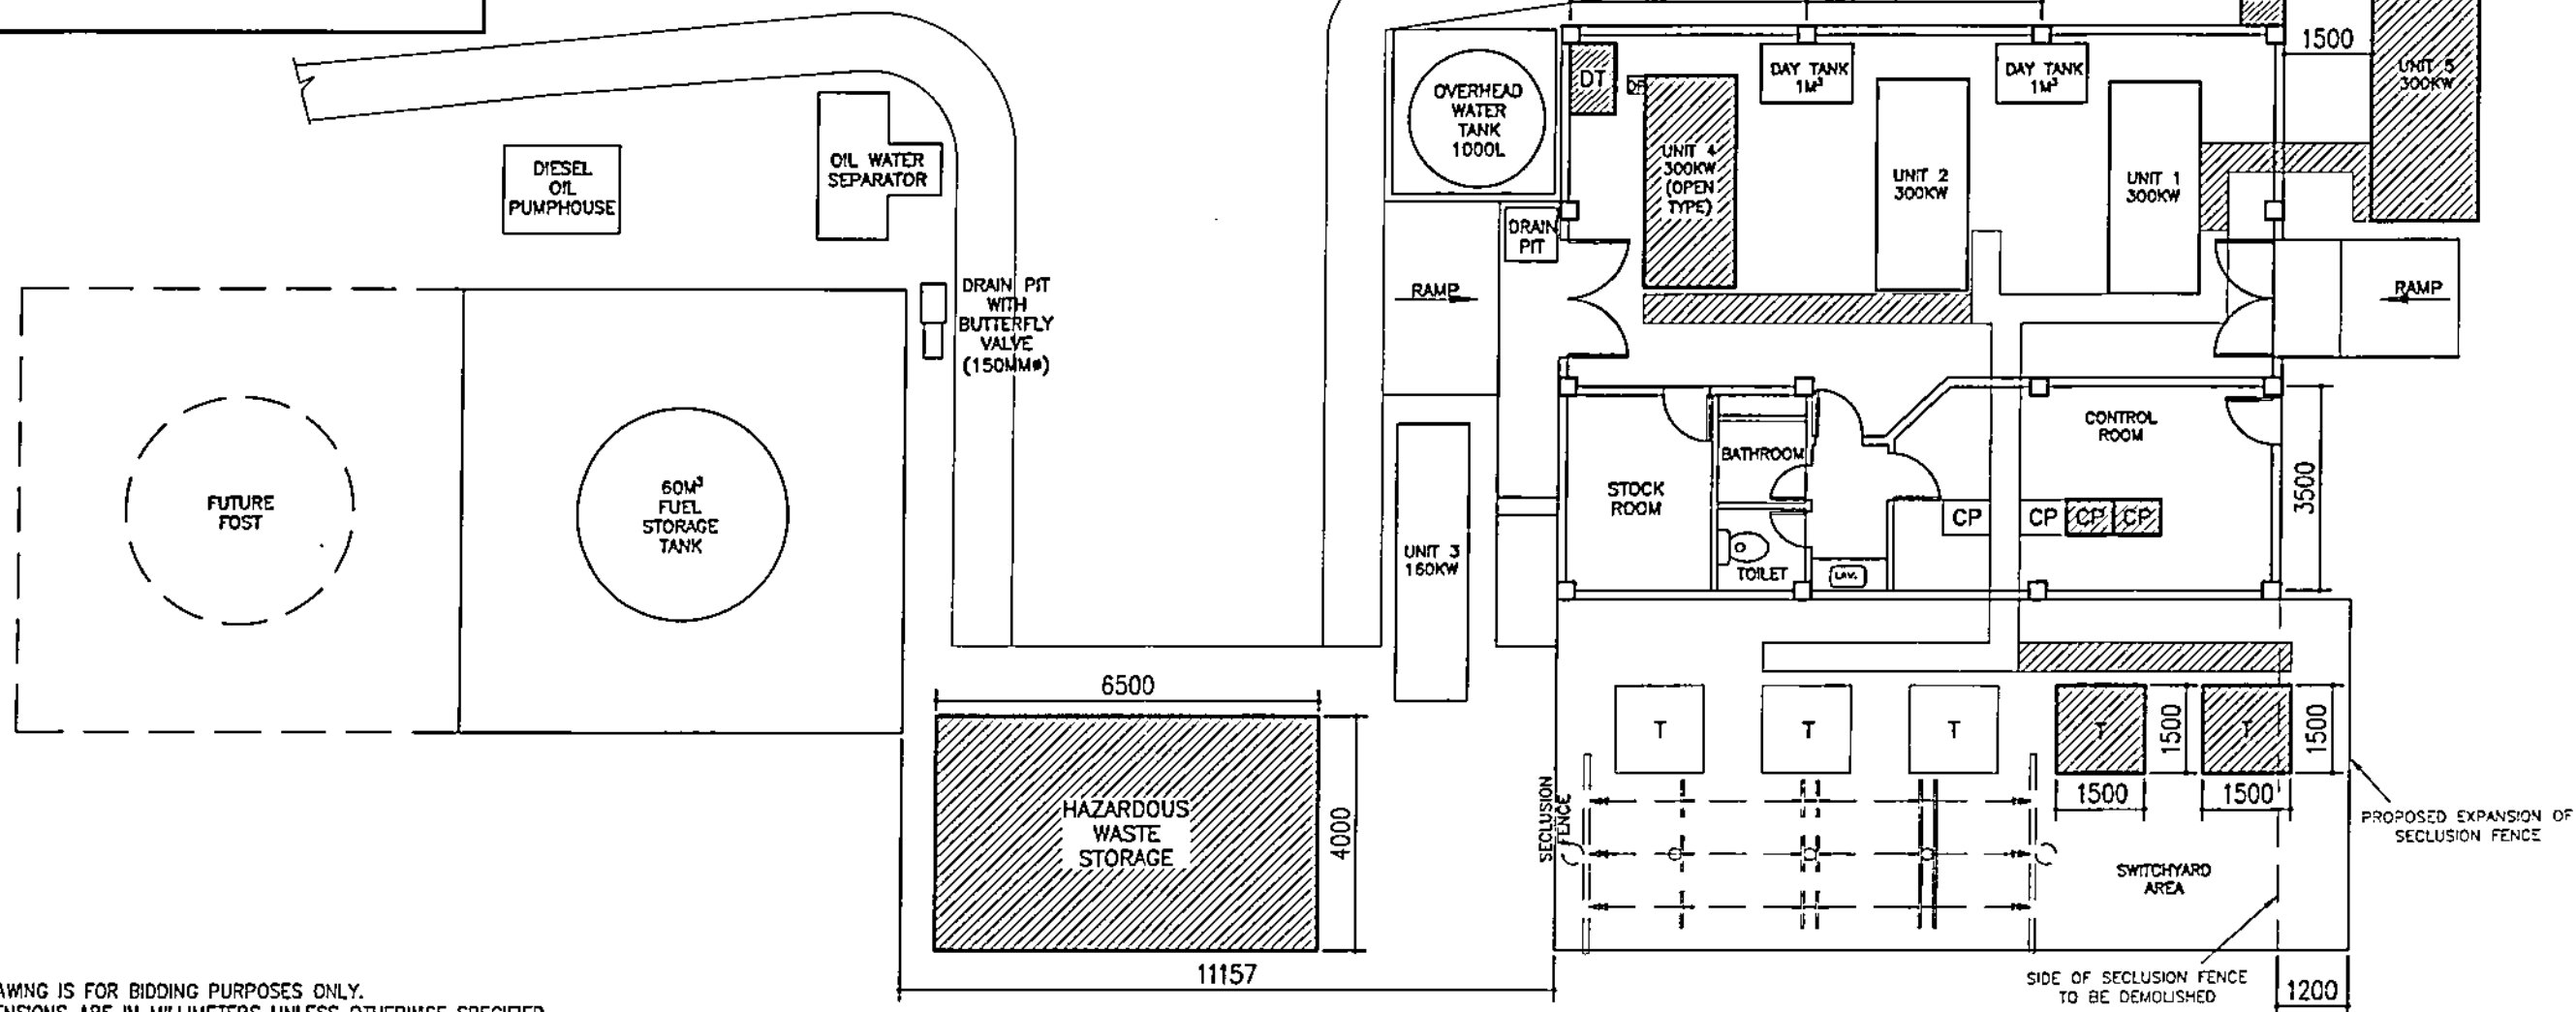 1500
OVERHEAD
WATER
TANK
1000L
DT
DAY TANK
1M³
DAY TANK
1M³
UNIT 5
300KW
DIESEL
OIL
PUMPHOUSE
OIL WATER
SEPARATOR
UNIT 4
300KW
(OPEN
TYPE)
UNIT 2
300KW
UNIT 1
300KW
DRAIN
PIT
DRAIN PIT
WITH
BUTTERFLY
VALVE
RAMP
RAMP
FUTURE
FOST
60M³
FUEL
STORAGE
TANK
CONTROL
ROOM
BATHROOM
STOCK
ROOM
3500
CP
CP
CP
CP
UNIT 3
160KW
TOILET
LAV.
6500
T
T
T
T
T
1500
1500
1500
1500
HAZARDOUS
WASTE
STORAGE
4000
SECLUSION
FENCE
PROPOSED EXPANSION OF
SECLUSION FENCE
SWITCHYARD
AREA
11157
SIDE OF SECLUSION FENCE
TO BE DEMOLISHED
1200
AWING IS FOR BIDDING PURPOSES ONLY.